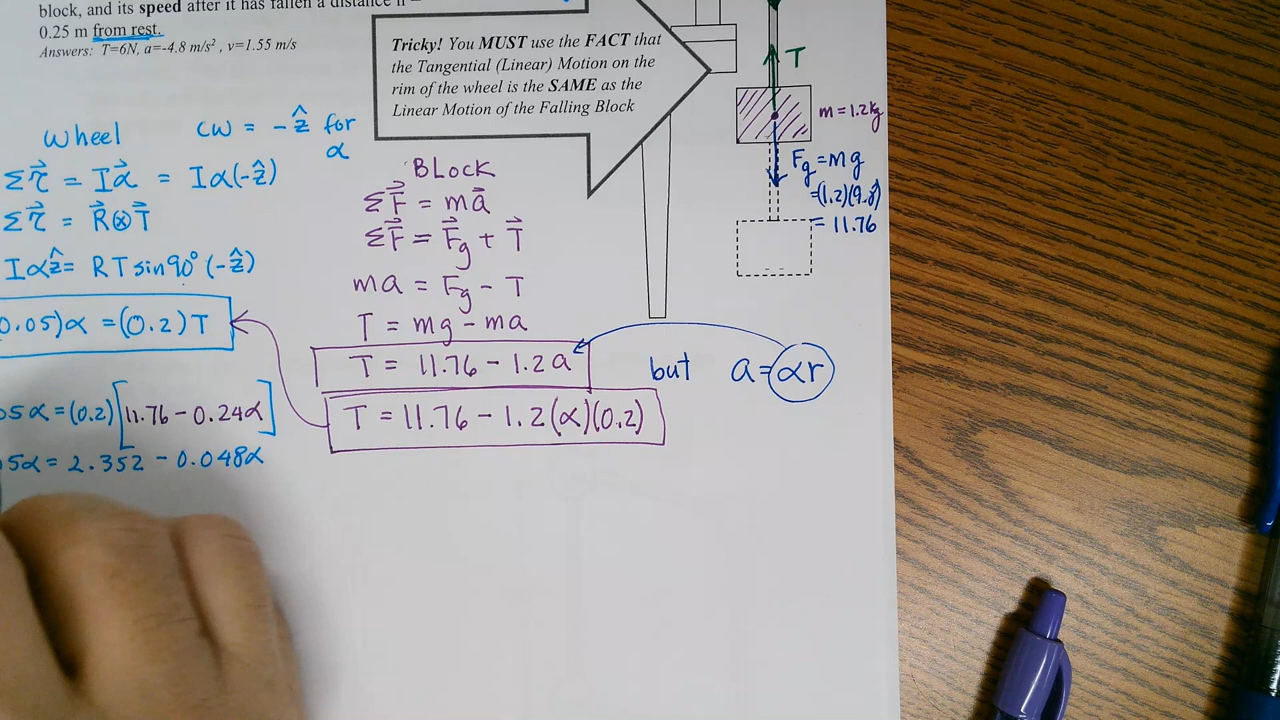 block, and its speed after it has fallen a distance
0.25 m from rest.
Answers: T=6N, a=-4.8 m/s², v=1.55 m/s
Tricky! You MUST use the FACT that
the Tangential (Linear) Motion on the
rim of the wheel is the SAME as the
Linear Motion of the Falling Block
T
m = 1.2kg
Fg = mg
=(1.2)(9.8)
= 11.76
Wheel
CW = -ẑ for
α
Στ⃗ = Iα⃗ = Iα(-ẑ)
Στ⃗ = R⃗⊗T⃗
Iαẑ = RT sin90° (-ẑ)
0.05)α = (0.2)T
05α = (0.2)[11.76 - 0.24α]
5α = 2.352 - 0.048α
BLOCK
ΣF⃗ = ma⃗
ΣF⃗ = F⃗g + T⃗
ma = Fg - T
T = mg - ma
T = 11.76 - 1.2a
but a = αr
T = 11.76 - 1.2(α)(0.2)